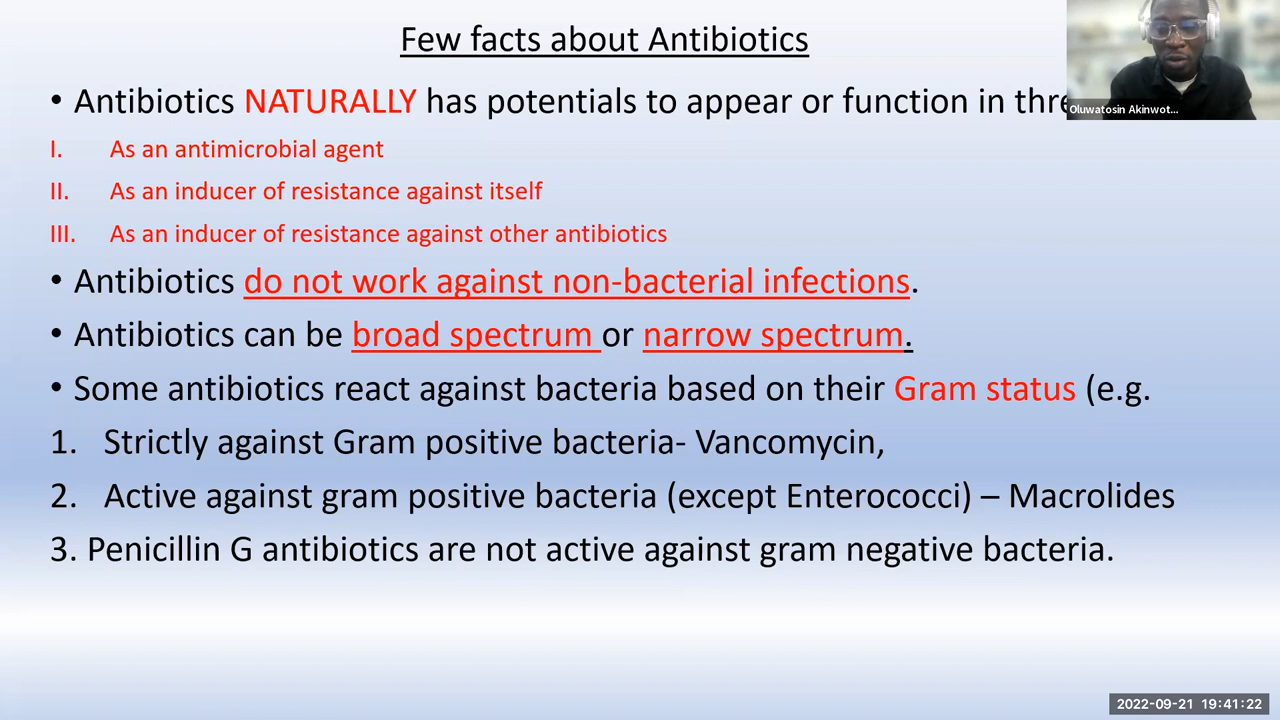 Few facts about Antibiotics
• Antibiotics NATURALLY has potentials to appear or function in
Oluwatosin Akinwot...
I. As an antimicrobial agent
II. As an inducer of resistance against itself
III. As an inducer of resistance against other antibiotics
• Antibiotics do not work against non-bacterial infections.
• Antibiotics can be broad spectrum or narrow spectrum.
• Some antibiotics react against bacteria based on their Gram status (e.g.
1. Strictly against Gram positive bacteria- Vancomycin,
2. Active against gram positive bacteria (except Enterococci) – Macrolides
3. Penicillin G antibiotics are not active against gram negative bacteria.
2022-09-21 19:41:22